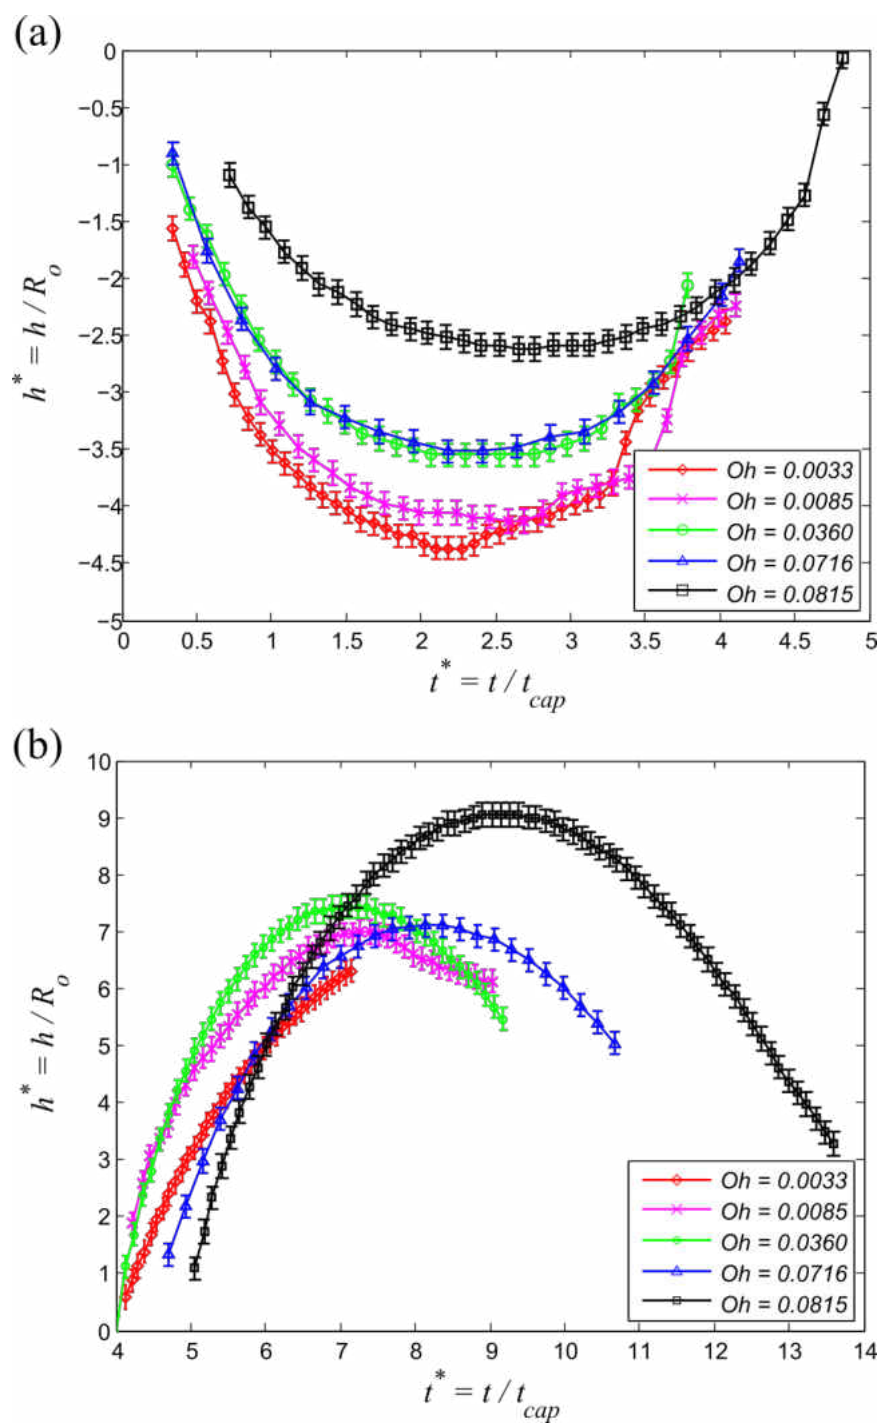 (a)
0
−0.5
−1
−1.5
−2
−2.5
−3
−3.5
−4
−4.5
−5
h* = h / R_o
0 0.5 1 1.5 2 2.5 3 3.5 4 4.5 5
t* = t / t_cap
Oh = 0.0033
Oh = 0.0085
Oh = 0.0360
Oh = 0.0716
Oh = 0.0815
(b)
10
9
8
7
6
5
4
3
2
1
0
h* = h / R_o
4 5 6 7 8 9 10 11 12 13 14
t* = t / t_cap
Oh = 0.0033
Oh = 0.0085
Oh = 0.0360
Oh = 0.0716
Oh = 0.0815